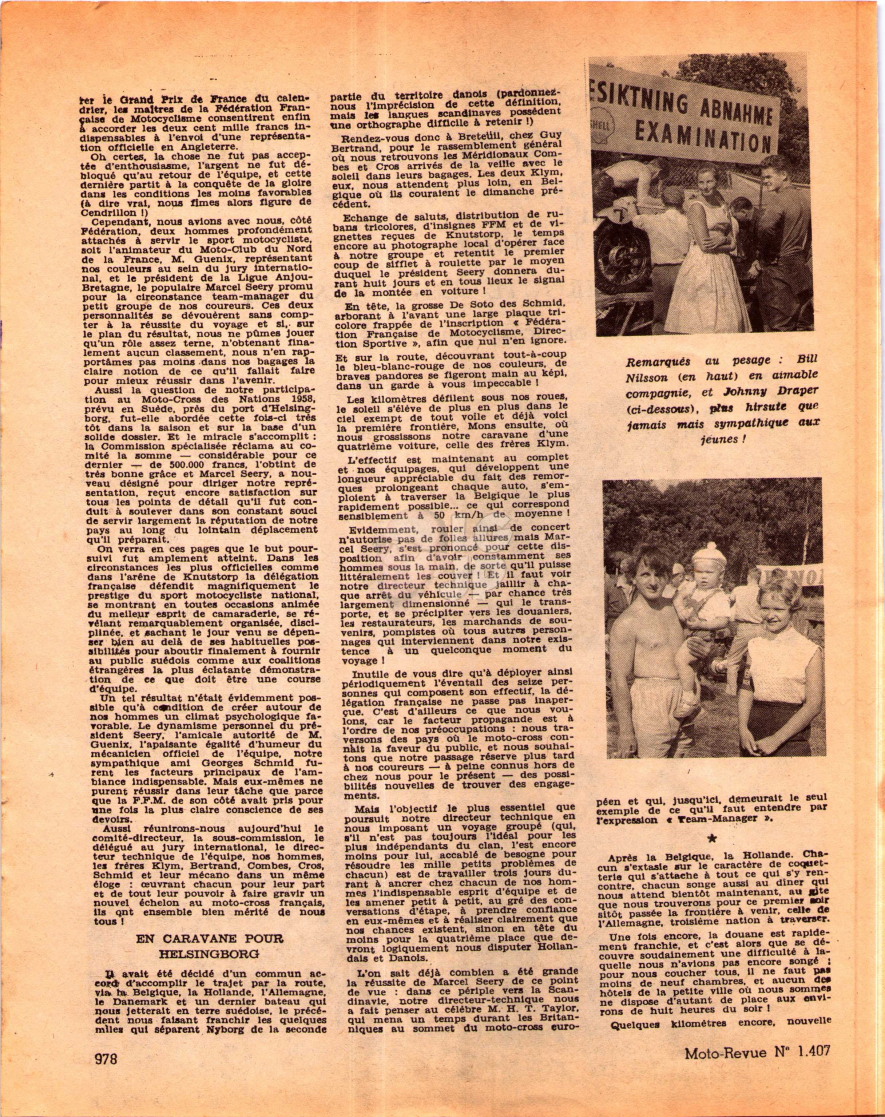 ter le Grand Prix de France du calen-
drier, les maîtres de la Fédération Fran-
çaise de Motocyclisme consentirent enfin
à accorder les deux cent mille francs in-
dispensables à l'envoi d'une représenta-
tion officielle en Angleterre.
Oh certes, la chose ne fut pas accep-
tée d'enthousiasme, l'argent ne fut dé-
bloqué qu'au retour de l'équipe, et cette
dernière partit à la conquête de la gloire
dans les conditions les moins favorables
(à dire vrai, nous fîmes alors figure de
Cendrillon !)
Cependant, nous avions avec nous, côté
Fédération, deux hommes profondément
attachés à servir le sport motocycliste,
soit l'animateur du Moto-Club du Nord
de la France, M. Guenix, représentant
nos couleurs au sein du jury internatio-
nal, et le président de la Ligue Anjou-
Bretagne, le populaire Marcel Seery promu
pour la circonstance team-manager du
petit groupe de nos coureurs. Ces deux
personnalités se dévouèrent sans comp-
ter à la réussite du voyage et si, sur
le plan du résultat, nous ne pûmes jouer
qu'un rôle assez terne, n'obtenant fina-
lement aucun classement, nous n'en rap-
portâmes pas moins dans nos bagages la
claire notion de ce qu'il fallait faire
pour mieux réussir dans l'avenir.
Aussi la question de notre participa-
tion au Moto-Cross des Nations 1958,
prévu en Suède, près du port d'Helsing-
borg, fut-elle abordée cette fois-ci très
tôt dans la saison et sur la base d'un
solide dossier. Et le miracle s'accomplit :
la Commission spécialisée réclama au co-
mité la somme — considérable pour ce
dernier — de 500.000 francs, l'obtint de
très bonne grâce et Marcel Seery, a nou-
veau désigné pour diriger notre repré-
sentation, reçut encore satisfaction sur
tous les points de détail qu'il fut con-
duit à soulever dans son constant souci
de servir largement la réputation de notre
pays au long du lointain déplacement
qu'il préparait.
On verra en ces pages que le but pour-
suivi fut amplement atteint. Dans les
circonstances les plus officielles comme
dans l'arène de Knutstorp la délégation
française défendit magnifiquement le
prestige du sport motocycliste national,
se montrant en toutes occasions animée
du meileur esprit de camaraderie, se ré-
vélant remarquablement organisée, disci-
plinée, et sachant le jour venu se dépen-
ser bien au delà de ses habituelles pos-
sibilités pour aboutir finalement à fournir
au public suédois comme aux coalitions
étrangères la plus éclatante démonstra-
tion de ce que doit être une course
d'équipe.
Un tel résultat n'était évidemment pos-
sible qu'à condition de créer autour de
nos hommes un climat psychologique fa-
vorable. Le dynamisme personnel du pré-
sident Seery, l'amicale autorité de M.
Guenix, l'apaisante égalité d'humeur du
mécanicien officiel de l'équipe, notre
sympathique ami Georges Schmid fu-
rent les facteurs principaux de l'am-
biance indispensable. Mais eux-mêmes ne
purent réussir dans leur tâche que parce
que la F.F.M. de son côté avait pris pour
une fois la plus claire conscience de ses
devoirs.
Aussi réunirons-nous aujourd'hui le
comité-directeur, la sous-commission, le
délégué au jury international, le direc-
teur technique de l'équipe, nos hommes,
les frères Klym, Bertrand, Combes, Cros,
Schmid et leur mécano dans un même
éloge : œuvrant chacun pour leur part
et de tout leur pouvoir à faire gravir un
nouvel échelon au moto-cross français,
ils ont ensemble bien mérité de nous
tous !
EN CARAVANE POUR
HELSINGBORG
Il avait été décidé d'un commun ac-
cord d'accomplir le trajet par la route,
via la Belgique, la Hollande, l'Allemagne,
le Danemark et un dernier bateau qui
nous jetterait en terre suédoise, le précé-
dent nous faisant franchir les quelques
milles qui séparent Nyborg de la seconde
partie du territoire danois (pardonnez-
nous l'imprécision de cette définition,
mais les langues scandinaves possèdent
une orthographe difficile à retenir !)
Rendez-vous donc à Breteuil, chez Guy
Bertrand, pour le rassemblement général
où nous retrouvons les Méridionaux Com-
bes et Cros arrivés de la veille avec le
soleil dans leurs bagages. Les deux Klym,
eux, nous attendent plus loin, en Bel-
gique où ils couraient le dimanche pré-
cédent.
Echange de saluts, distribution de ru-
bans tricolores, d'insignes FFM et de vi-
gnettes reçues de Knutstorp, le temps
encore au photographe local d'opérer face
à notre groupe et retentit le premier
coup de sifflet à roulette par le moyen
duquel le président Seery donnera du-
rant huit jours et en tous lieux le signal
de la montée en voiture !
En tête, la grosse De Soto des Schmid,
arborant à l'avant une large plaque tri-
colore frappée de l'inscription « Fédéra-
tion Française de Motocyclisme, Direc-
tion Sportive », afin que nul n'en ignore.
Et sur la route, découvrant tout-à-coup
le bleu-blanc-rouge de nos couleurs, de
braves pandores se figeront main au képi,
dans un garde à vous impeccable !
Les kilomètres défilent sous nos roues,
le soleil s'élève de plus en plus dans le
ciel exempt de tout voile et déjà voici
la première frontière, Mons ensuite, où
nous grossissons notre caravane d'une
quatrième voiture, celle des frères Klym.
L'effectif est maintenant au complet
et nos équipages, qui développent une
longueur appréciable du fait des remor-
ques prolongeant chaque auto, s'em-
ploient à traverser la Belgique le plus
rapidement possible... ce qui correspond
sensiblement à 50 km/h de moyenne !
Evidemment, rouler ainsi de concert
n'autorise pas de folles allures mais Mar-
cel Seery, s'est prononcé pour cette dis-
position afin d'avoir constamment ses
hommes sous la main, de sorte qu'il puisse
littéralement les couver ! Et il faut voir
notre directeur technique jaillir à cha-
que arrêt du véhicule — par chance très
largement dimensionné — qui le trans-
porte, et se précipiter vers les douaniers,
les restaurateurs, les marchands de sou-
venirs, pompistes où tous autres person-
nages qui interviennent dans notre exis-
tence à un quelconque moment du
voyage !
Inutile de vous dire qu'à déployer ainsi
périodiquement l'éventail des seize per-
sonnes qui composent son effectif, la dé-
légation française ne passe pas inaper-
çue. C'est d'ailleurs ce que nous vou-
lons, car le facteur propagande est à
l'ordre de nos préoccupations : nous tra-
versons des pays où le moto-cross con-
naît la faveur du public, et nous souhai-
tons que notre passage réserve plus tard
à nos coureurs — à peine connus hors de
chez nous pour le présent — des possi-
bilités nouvelles de trouver des engage-
ments.
Mais l'objectif le plus essentiel que
poursuit notre directeur technique en
nous imposant un voyage groupé (qui,
s'il n'est pas toujours l'idéal pour les
plus indépendants du clan, l'est encore
moins pour lui, accablé de besogne pour
résoudre les mille petits problèmes de
chacun) est de travailler trois jours du-
rant à ancrer chez chacun de nos hom-
mes l'indispensable esprit d'équipe et de
les amener petit à petit, au gré des con-
versations d'étape, à prendre confiance
en eux-mêmes et à réaliser clairement que
nos chances existent, sinon en tête du
moins pour la quatrième place que de-
vront logiquement nous disputer Hollan-
dais et Danois.
L'on sait déjà combien a été grande
la réussite de Marcel Seery de ce point
de vue : dans ce périple vers la Scan-
dinavie, notre directeur-technique nous
a fait penser au célèbre M. H. T. Taylor,
qui mena un temps durant les Britan-
niques au sommet du moto-cross euro-
ESIKTNING ABNAHME
SHELL
EXAMINATION
Remarqués au pesage : Bill
Nilsson (en haut) en aimable
compagnie, et Johnny Draper
(ci-dessous), plus hirsute que
jamais mais sympathique aux
jeunes !
péen et qui, jusqu'ici, demeurait le seul
exemple de ce qu'il faut entendre par
l'expression « Team-Manager ».
★
Après la Belgique, la Hollande. Cha-
cun s'extasie sur le caractère de coquet-
terie qui s'attache à tout ce qui s'y ren-
contre, chacun songe aussi au dîner qui
nous attend bientôt maintenant, au gîte
que nous trouverons pour ce premier soir
sitôt passée la frontière à venir, celle de
l'Allemagne, troisième nation à traverser.
Une fois encore, la douane est rapide-
ment franchie, et c'est alors que se dé-
couvre soudainement une difficulté à la-
quelle nous n'avions pas encore songé :
pour nous coucher tous, il ne faut pas
moins de neuf chambres, et aucun des
hôtels de la petite ville où nous sommes
ne dispose d'autant de place aux envi-
rons de huit heures du soir !
Quelques kilomètres encore, nouvelle
978
Moto-Revue N° 1.407